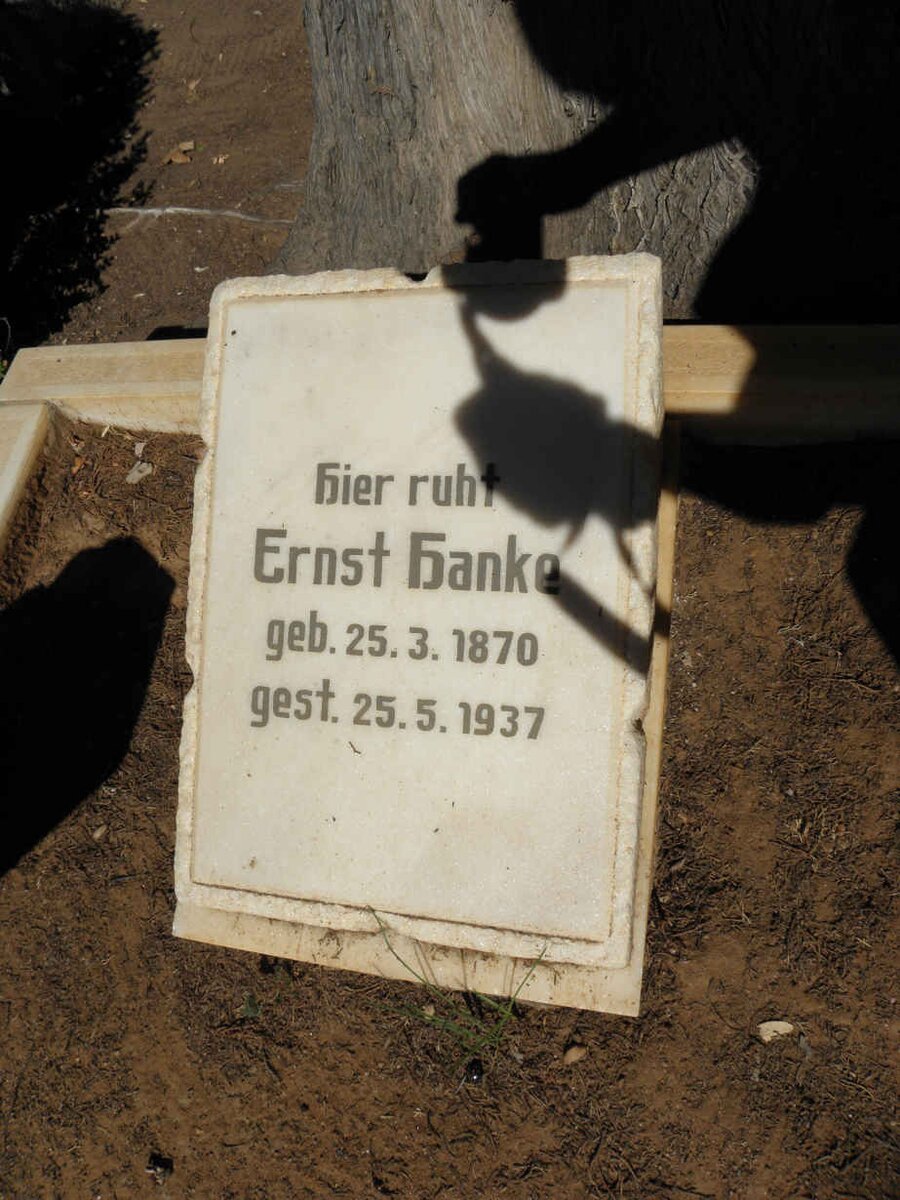 Hier ruht
Ernst Hanke
geb. 25. 3. 1870
gest. 25. 5. 1937